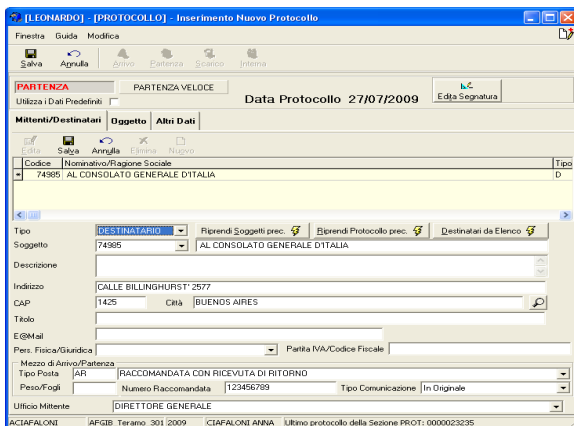 [LEONARDO] - [PROTOCOLLO] - Inserimento Nuovo Protocollo
Finestra Guida Modifica
Salva Annulla Arrivo Partenza Scarico Interna
PARTENZA PARTENZA VELOCE
Utilizza i Dati Predefiniti Data Protocollo 27/07/2009 Edita Segnatura
Mittenti/Destinatari Oggetto Altri Dati
Edita Salva Annulla Elimina Nuovo
Codice Nominativo/Ragione Sociale Tipo
74985 AL CONSOLATO GENERALE D'ITALIA D
Tipo DESTINATARIO Riprendi Soggetti prec. Riprendi Protocollo prec. Destinatari da Elenco
Soggetto 74985 AL CONSOLATO GENERALE D'ITALIA
Descrizione
Indirizzo CALLE BILLINGHURST' 2577
CAP 1425 Città BUENOS AIRES
Titolo
E@Mail
Pers. Fisica/Giuridica Partita IVA/Codice Fiscale
Mezzo di Arrivo/Partenza
Tipo Posta AR RACCOMANDATA CON RICEVUTA DI RITORNO
Peso/Fogli Numero Raccomandata 123456789 Tipo Comunicazione In Originale
Ufficio Mittente DIRETTORE GENERALE
ACIAFALONI AFGIB_Teramo_301 2009 CIAFALONI ANNA Ultimo protocollo della Sezione PROT: 0000023235